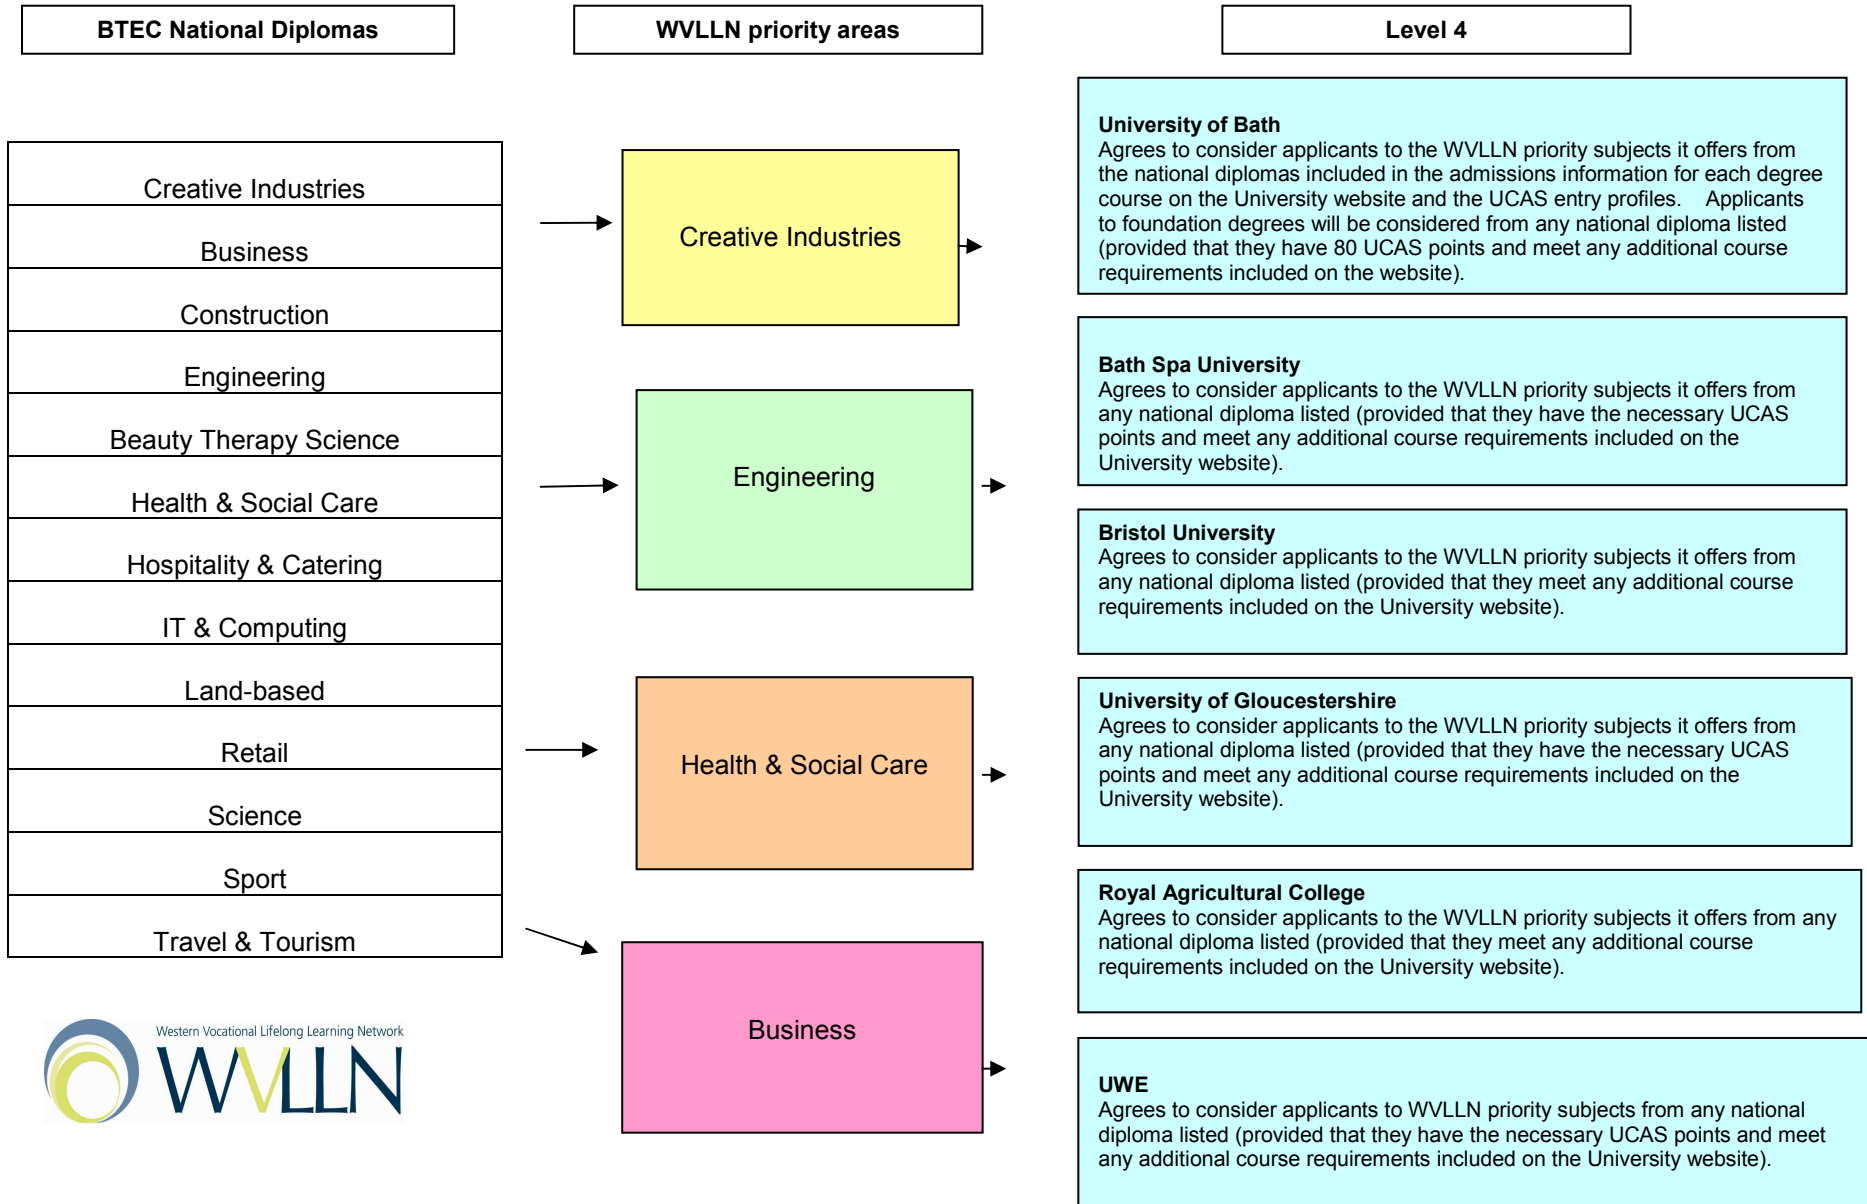 BTEC National Diplomas
WVLLN priority areas
Level 4
Creative Industries
Business
Construction
Engineering
Beauty Therapy Science
Health & Social Care
Hospitality & Catering
IT & Computing
Land-based
Retail
Science
Sport
Travel & Tourism
Western Vocational Lifelong Learning Network
WVLLN
Creative Industries
Engineering
Health & Social Care
Business
University of Bath
Agrees to consider applicants to the WVLLN priority subjects it offers from
the national diplomas included in the admissions information for each degree
course on the University website and the UCAS entry profiles. Applicants
to foundation degrees will be considered from any national diploma listed
(provided that they have 80 UCAS points and meet any additional course
requirements included on the website).
Bath Spa University
Agrees to consider applicants to the WVLLN priority subjects it offers from
any national diploma listed (provided that they have the necessary UCAS
points and meet any additional course requirements included on the
University website).
Bristol University
Agrees to consider applicants to the WVLLN priority subjects it offers from
any national diploma listed (provided that they meet any additional course
requirements included on the University website).
University of Gloucestershire
Agrees to consider applicants to the WVLLN priority subjects it offers from
any national diploma listed (provided that they have the necessary UCAS
points and meet any additional course requirements included on the
University website).
Royal Agricultural College
Agrees to consider applicants to the WVLLN priority subjects it offers from any
national diploma listed (provided that they meet any additional course
requirements included on the University website).
UWE
Agrees to consider applicants to WVLLN priority subjects from any national
diploma listed (provided that they have the necessary UCAS points and meet
any additional course requirements included on the University website).